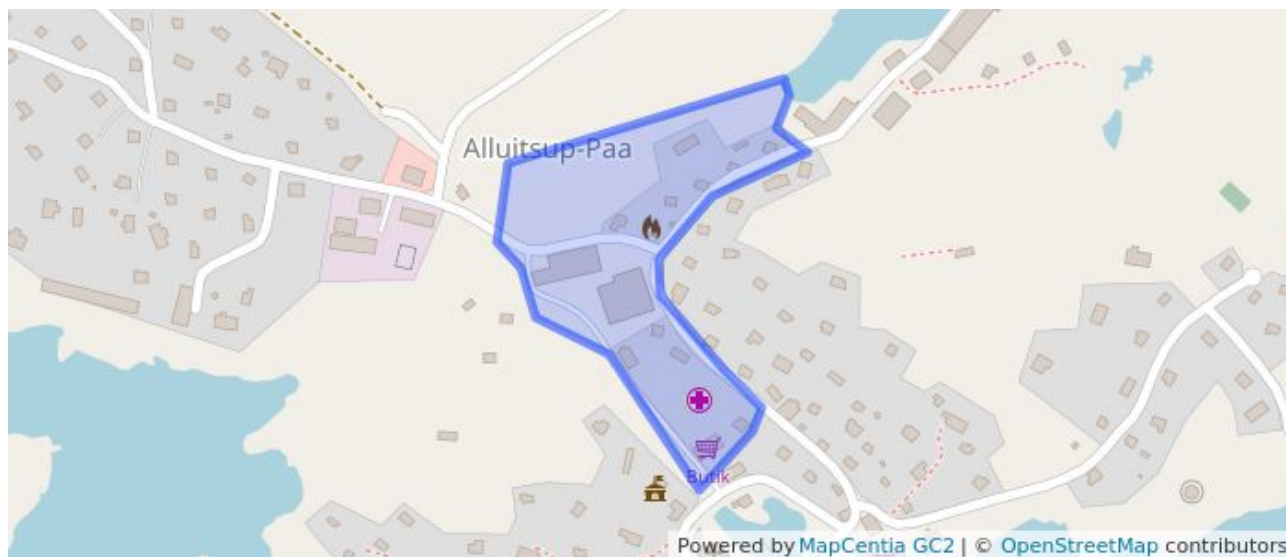 Alluitsup-Paa
Butik
Powered by MapCentia GC2 | © OpenStreetMap contributors